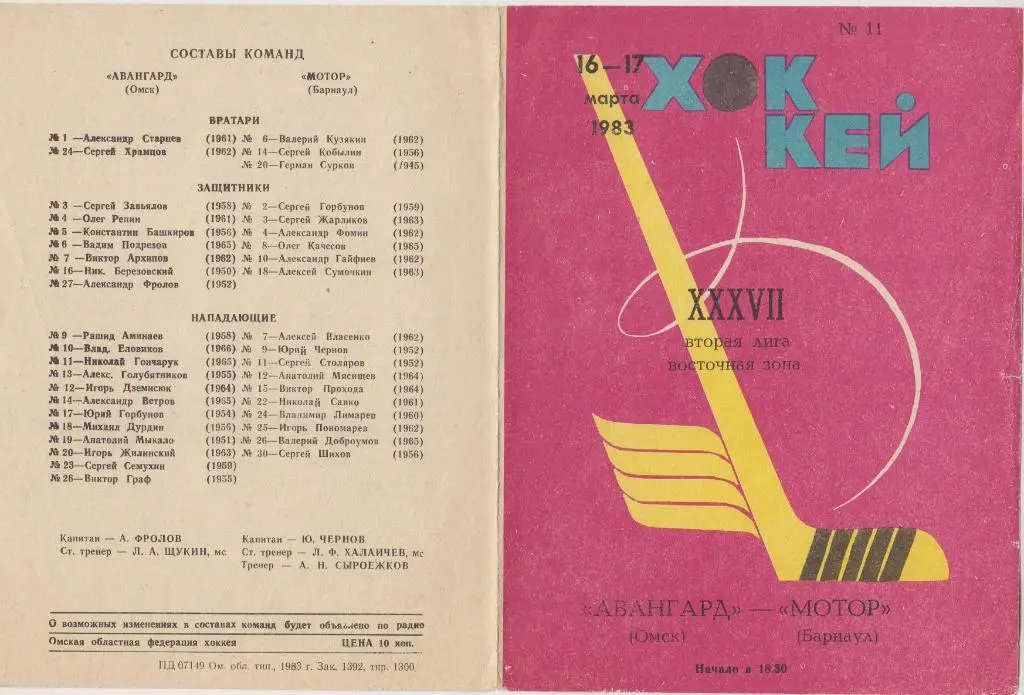 СОСТАВЫ КОМАНД
«АВАНГАРД» «МОТОР»
(Омск) (Барнаул)
ВРАТАРИ
№ 1 —Александр Старцев (1961) № 6—Валерий Кузякин (1962)
№ 24—Сергей Храмцов (1962) № 14—Сергей Кобылин (1956)
№ 20—Герман Сурков (1945)
ЗАЩИТНИКИ
№ 3 —Сергей Завьялов (1958) № 2—Сергей Горбунов (1959)
№ 4 —Олег Репин (1961) № 3—Сергей Жарликов (1963)
№ 5 —Константин Башкиров (1956) № 4—Александр Фомин (1962)
№ 6 —Вадим Подрезов (1965) № 8—Олег Качесов (1965)
№ 7 —Виктор Архипов (1962) № 10—Александр Гайфиев (1962)
№ 16—Ник. Березовский (1950) № 18—Алексей Сумочкин (1963)
№ 27—Александр Фролов (1952)
НАПАДАЮЩИЕ
№ 9 —Рашид Аминаев (1958) № 7—Алексей Власенко (1962)
№ 10—Влад. Еловиков (1966) № 9—Юрий Чернов (1952)
№ 11—Николай Гончарук (1965) № 11—Сергей Столяров (1952)
№ 13—Алекс. Голубятников (1955) № 12—Анатолий Мясищев (1964)
№ 12—Игорь Дземисюк (1964) № 15—Виктор Прохода (1964)
№ 14—Александр Ветров (1955) № 22—Николай Савко (1961)
№ 17—Юрий Горбунов (1954) № 24—Владимир Лимарев (1960)
№ 18—Михаил Дурдин (1956) № 25—Игорь Пономарев (1962)
№ 19—Анатолий Мыкало (1951) № 26—Валерий Доброумов (1965)
№ 20—Игорь Жилинский (1963) № 30—Сергей Шихов (1956)
№ 23—Сергей Семухин (1959)
№ 26—Виктор Граф (1955)
Капитан — А. ФРОЛОВ Капитан — Ю. ЧЕРНОВ
Ст. тренер — Л. А. ЩУКИН, мс Ст. тренер — Л. Ф. ХАЛАИЧЕВ, мс
Тренер — А. Н. СЫРОЕЖКОВ
О возможных изменениях в составах команд будет объявлено по радио
Омская областная федерация хоккея ЦЕНА 10 коп.
ПД 07149 Ом. обл. тип., 1983 г. Зак. 1392, тир. 1300.
№ 11
16—17
марта
1983
ХОК
КЕЙ
XXXVII
вторая лига
восточная зона
«АВАНГАРД» — «МОТОР»
(Омск) (Барнаул)
Начало в 18.30